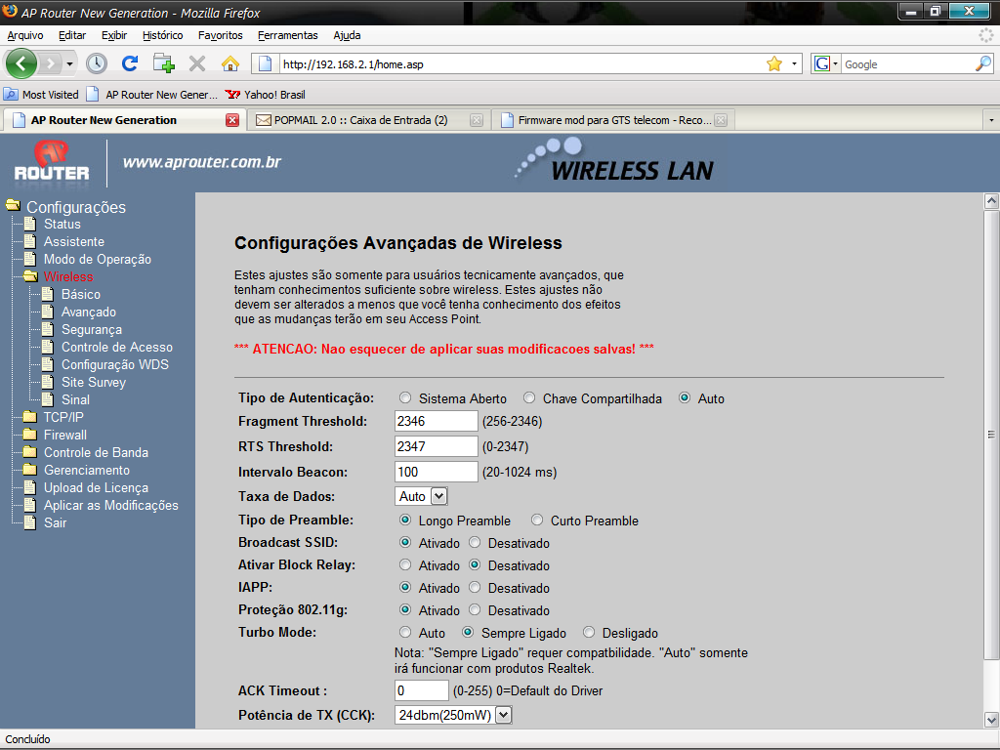 AP Router New Generation - Mozilla Firefox
Arquivo Editar Exibir Histórico Favoritos Ferramentas Ajuda
http://192.168.2.1/home.asp
G Google
Most Visited AP Router New Gener... Yahoo! Brasil
AP Router New Generation POPMAIL 2.0 :: Caixa de Entrada (2) Firmware mod para GTS telecom - Reco...
AP ROUTER www.aprouter.com.br WIRELESS LAN
Configurações
Status
Assistente
Modo de Operação
Wireless
Básico
Avançado
Segurança
Controle de Acesso
Configuração WDS
Site Survey
Sinal
TCP/IP
Firewall
Controle de Banda
Gerenciamento
Upload de Licença
Aplicar as Modificações
Sair
Configurações Avançadas de Wireless
Estes ajustes são somente para usuários tecnicamente avançados, que
tenham conhecimentos suficiente sobre wireless. Estes ajustes não
devem ser alterados a menos que você tenha conhecimento dos efeitos
que as mudanças terão em seu Access Point.
*** ATENCAO: Nao esquecer de aplicar suas modificacoes salvas! ***
Tipo de Autenticação: Sistema Aberto Chave Compartilhada Auto
Fragment Threshold: 2346 (256-2346)
RTS Threshold: 2347 (0-2347)
Intervalo Beacon: 100 (20-1024 ms)
Taxa de Dados: Auto
Tipo de Preamble: Longo Preamble Curto Preamble
Broadcast SSID: Ativado Desativado
Ativar Block Relay: Ativado Desativado
IAPP: Ativado Desativado
Proteção 802.11g: Ativado Desativado
Turbo Mode: Auto Sempre Ligado Desligado
Nota: "Sempre Ligado" requer compatbilidade. "Auto" somente
irá funcionar com produtos Realtek.
ACK Timeout : 0 (0-255) 0=Default do Driver
Potência de TX (CCK): 24dbm(250mW)
Concluído